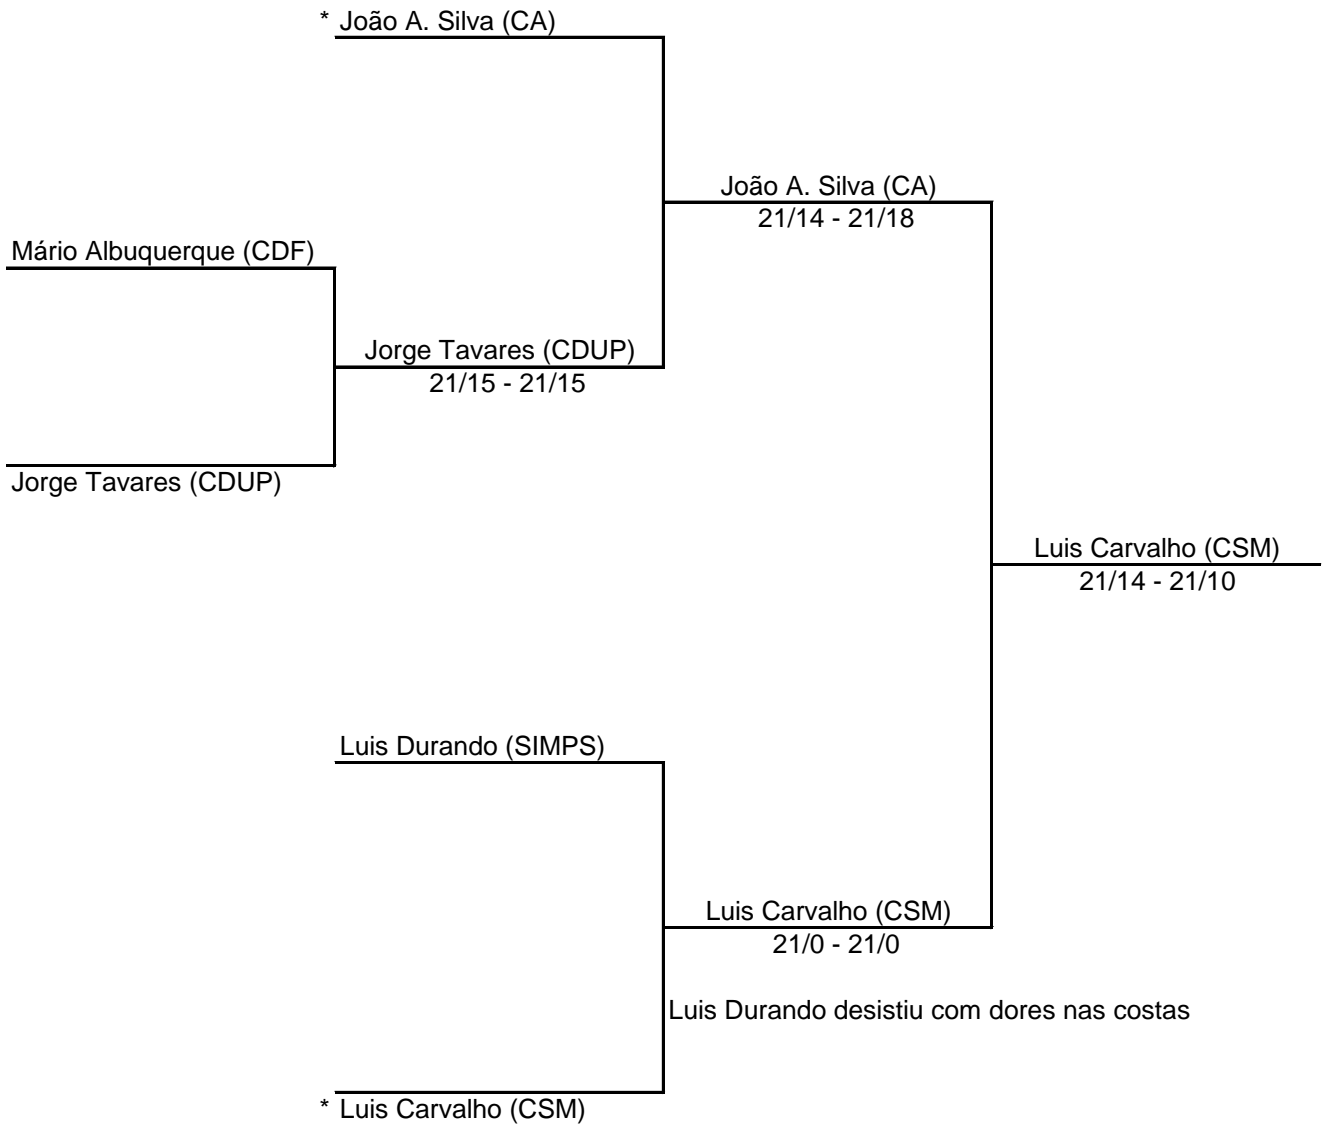 * João A. Silva (CA)
João A. Silva (CA)
21/14 - 21/18
Mário Albuquerque (CDF)
Jorge Tavares (CDUP)
21/15 - 21/15
Jorge Tavares (CDUP)
Luis Carvalho (CSM)
21/14 - 21/10
Luis Durando (SIMPS)
Luis Carvalho (CSM)
21/0 - 21/0
Luis Durando desistiu com dores nas costas
* Luis Carvalho (CSM)